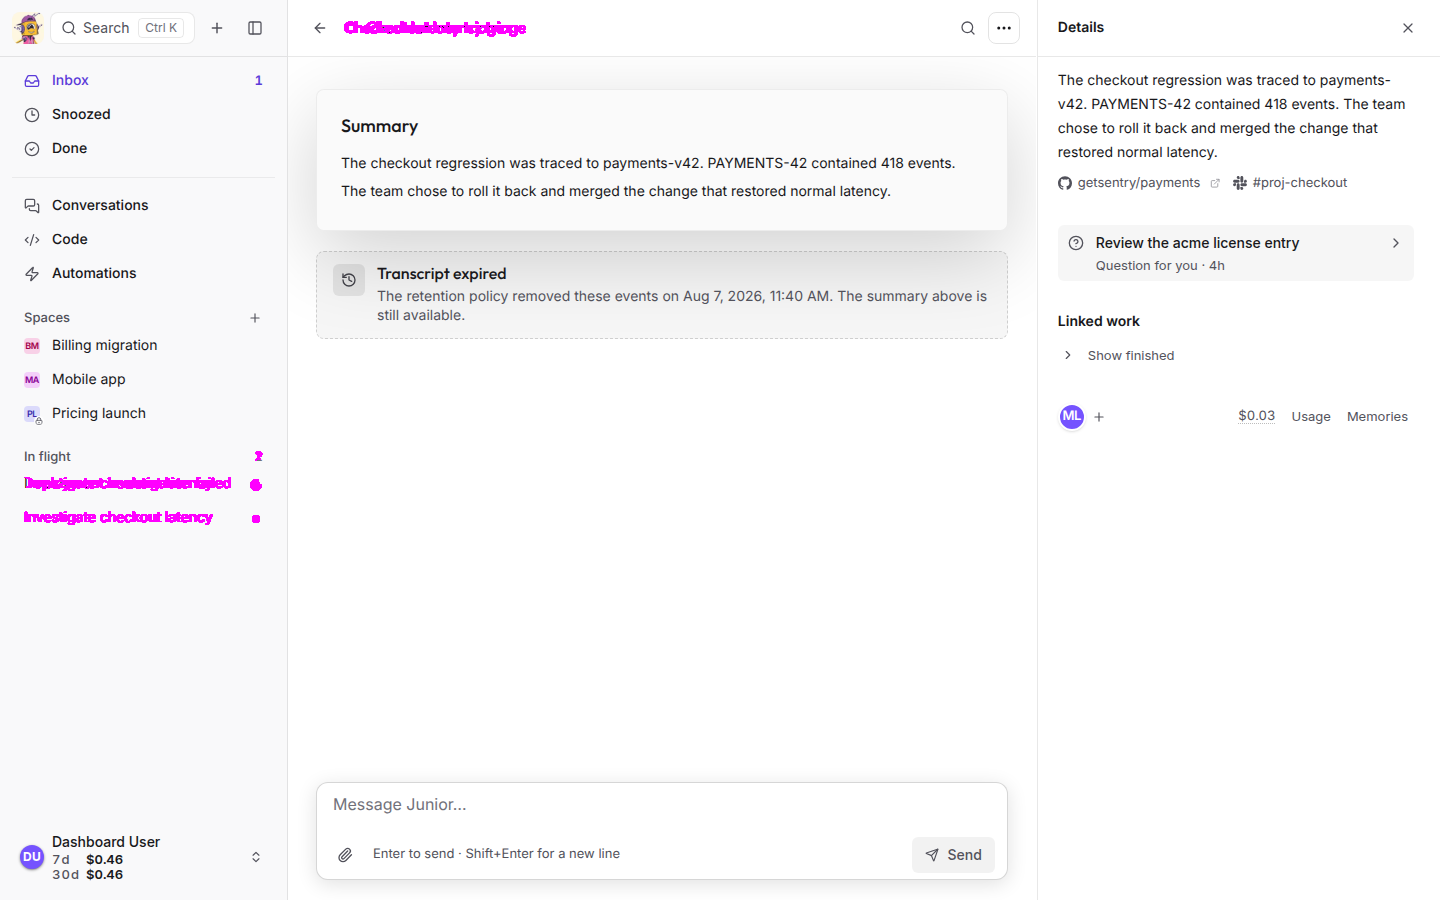 Search Ctrl K
Inbox 1
Snoozed
Done
Conversations
Code
Automations
Spaces
BM Billing migration
MA Mobile app
PL Pricing launch
In flight
Investigate checkout latency
DU Dashboard User
7d $0.46
30d $0.46
Summary
The checkout regression was traced to payments-v42. PAYMENTS-42 contained 418 events.
The team chose to roll it back and merged the change that restored normal latency.
Transcript expired
The retention policy removed these events on Aug 7, 2026, 11:40 AM. The summary above is
still available.
Message Junior...
Enter to send · Shift+Enter for a new line
Send
Details
The checkout regression was traced to payments-
v42. PAYMENTS-42 contained 418 events. The team
chose to roll it back and merged the change that
restored normal latency.
getsentry/payments #proj-checkout
Review the acme license entry
Question for you · 4h
Linked work
Show finished
ML $0.03 Usage Memories